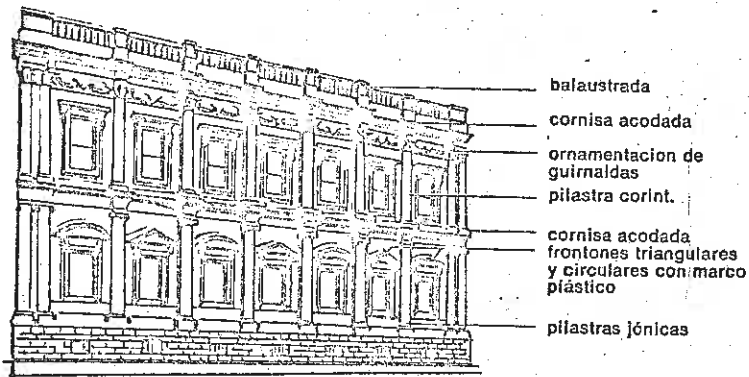 balaustrada
cornisa acodada
ornamentacion de
guirnaldas
pilastra corint.
cornisa acodada
frontones triangulares
y circulares con marco
plástico
pilastras jónicas